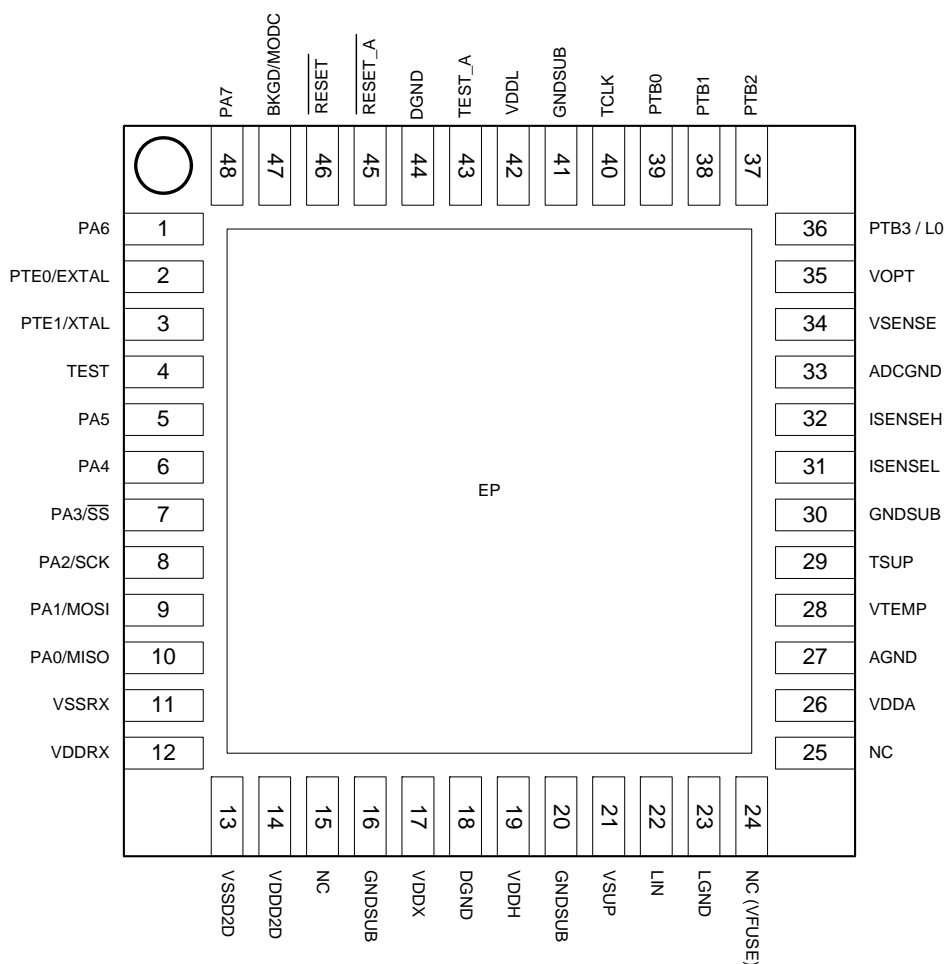 PA7
BKGD/MODC
RESET
RESET_A
DGND
TEST_A
VDDL
GNDSUB
TCLK
PTB0
PTB1
PTB2
48
47
46
45
44
43
42
41
40
39
38
37
PA6 1
PTE0/EXTAL 2
PTE1/XTAL 3
TEST 4
PA5 5
PA4 6
PA3/SS 7
PA2/SCK 8
PA1/MOSI 9
PA0/MISO 10
VSSRX 11
VDDRX 12
EP
36 PTB3 / L0
35 VOPT
34 VSENSE
33 ADCGND
32 ISENSEH
31 ISENSEL
30 GNDSUB
29 TSUP
28 VTEMP
27 AGND
26 VDDA
25 NC
13
14
15
16
17
18
19
20
21
22
23
24
VSSD2D
VDDD2D
NC
GNDSUB
VDDX
DGND
VDDH
GNDSUB
VSUP
LIN
LGND
NC (VFUSE)